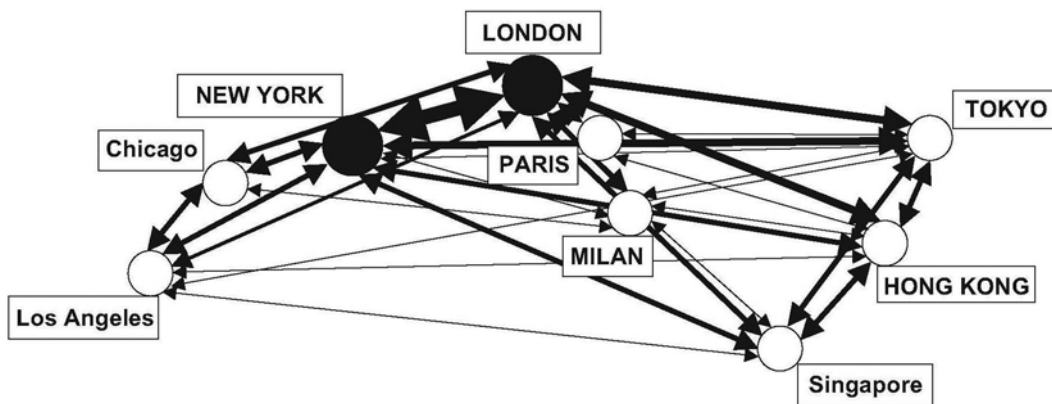 LONDON
NEW YORK
TOKYO
Chicago
PARIS
MILAN
HONG KONG
Los Angeles
Singapore